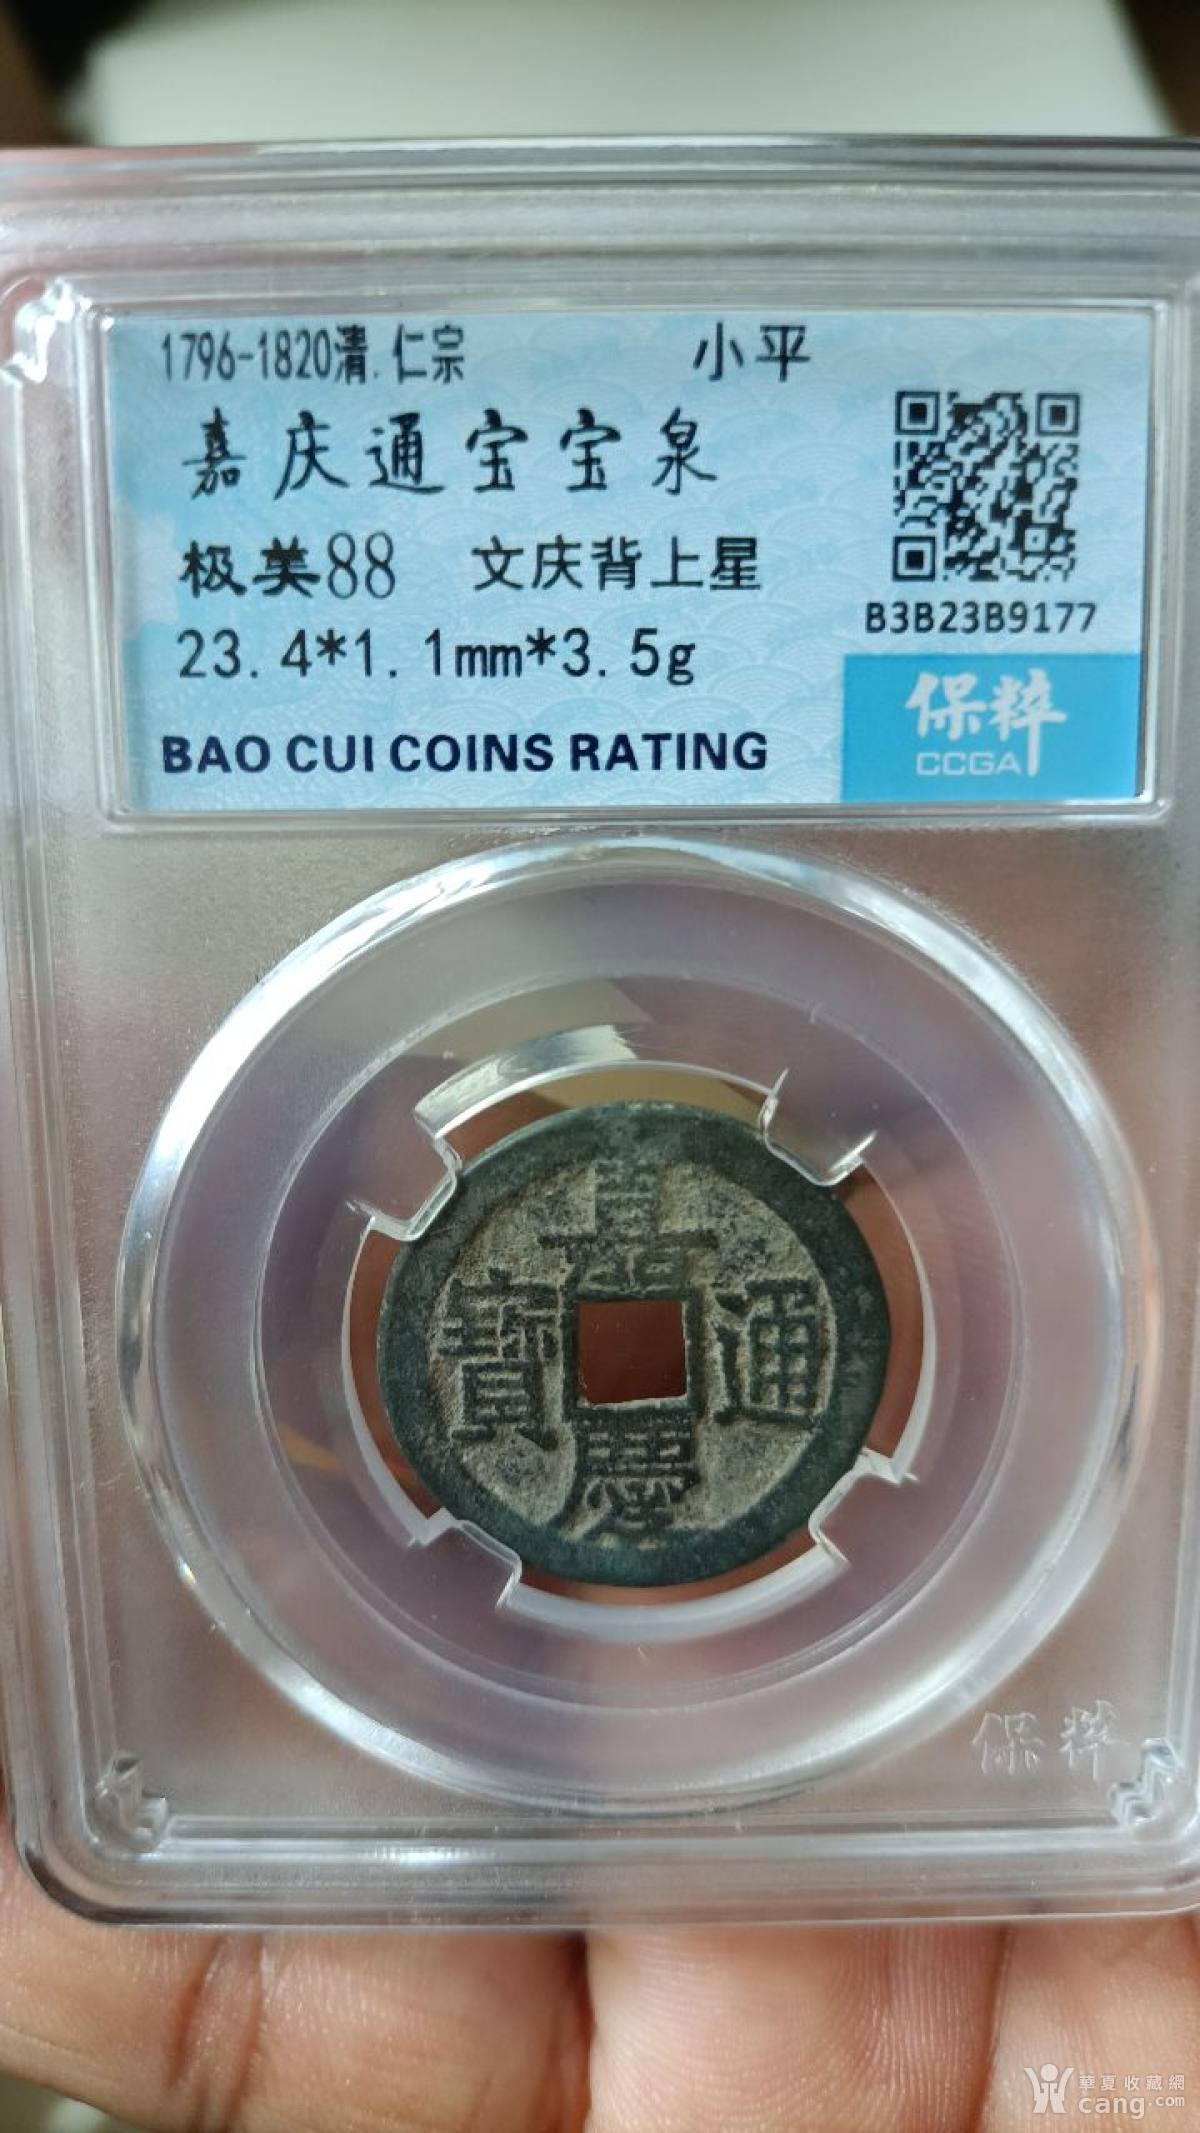 1796-1820清.仁宗 小平
嘉庆通宝宝泉
极美88 文庆背上星
23.4*1.1mm*3.5g
BAO CUI COINS RATING
B3B23B9177
保粹
CCGA
嘉
寶 通
慶
保粹
華夏收藏網
cang.com